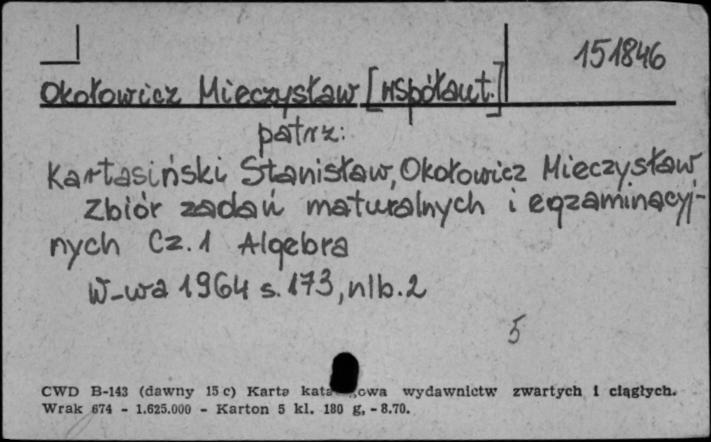 151846
Okołowicz Mieczysław [współaut.]
patrz:
Kartasiński Stanisław, Okołowicz Mieczysław
Zbiór zadań maturalnych i egzaminacyj-
nych Cz. 1 Algebra
W-wa 1964 s. 173, nlb. 2
5
CWD B-143 (dawny 15 c) Karta kata owa wydawnictw zwartych i ciągłych.
Wrak 674 - 1.625.000 - Karton 5 kl. 180 g, - 8.70.